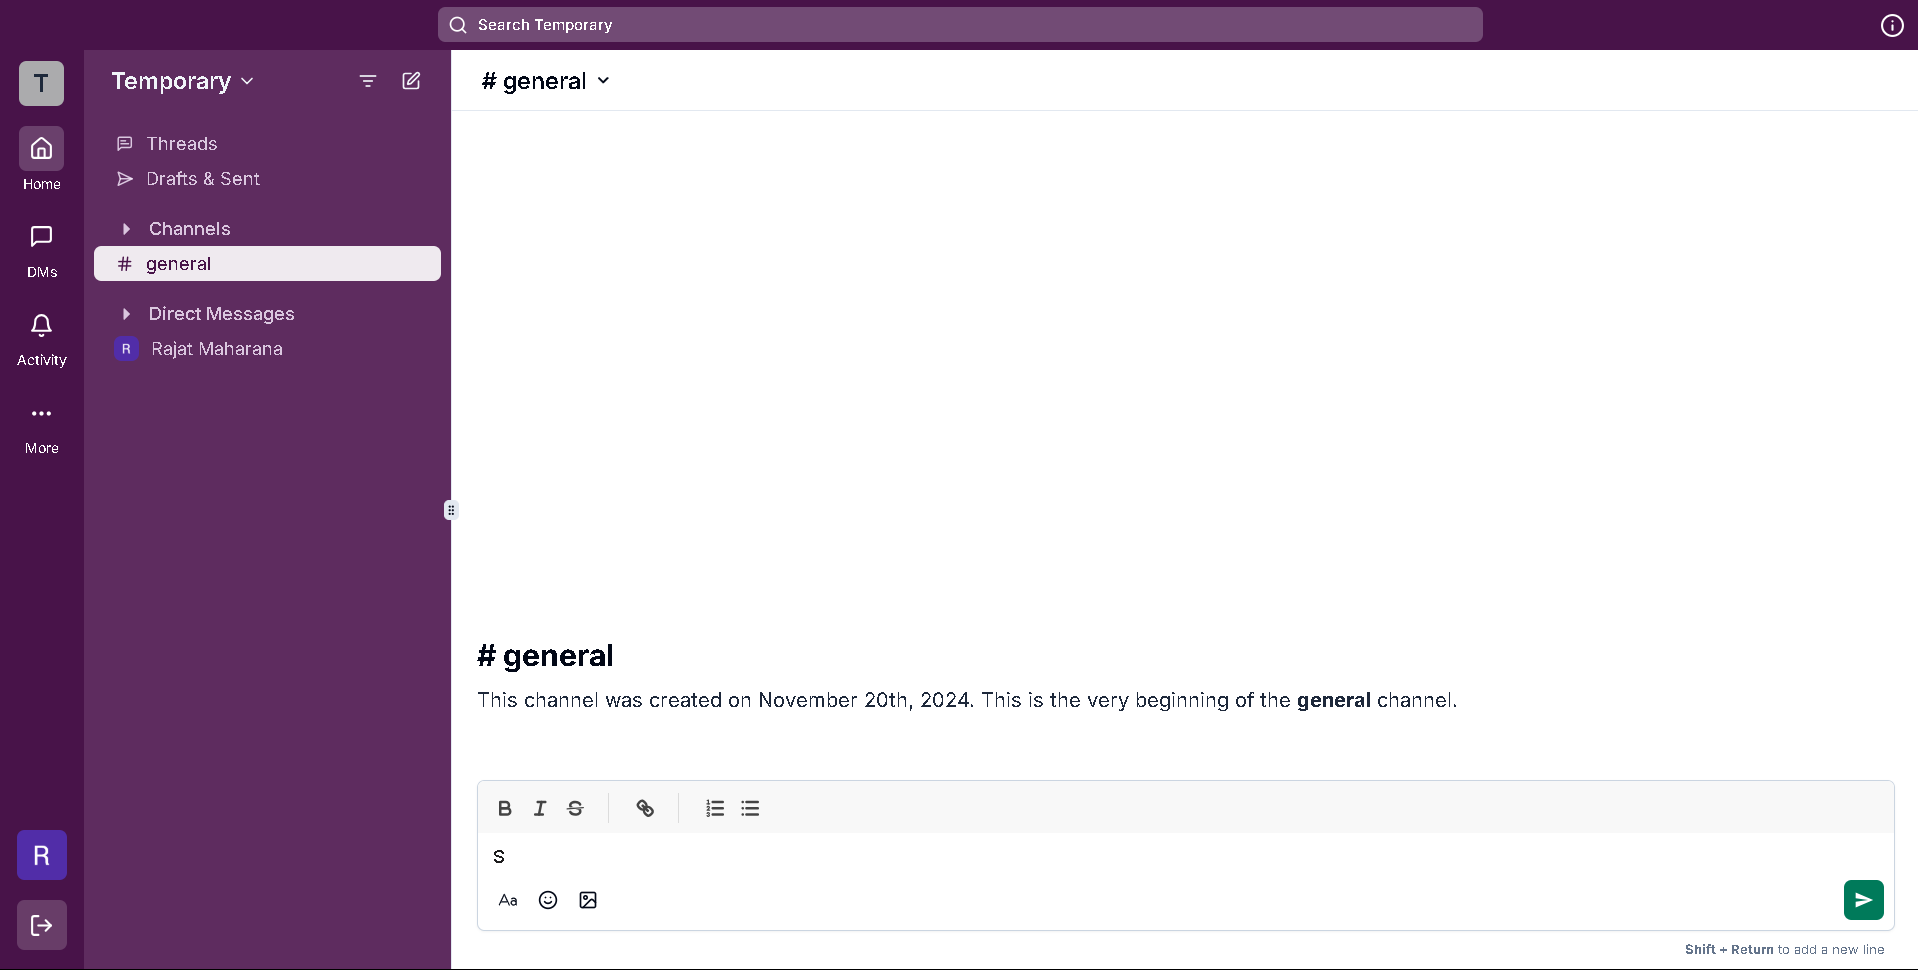 Search Temporary
T
Temporary
# general
Home
Threads
Drafts & Sent
Channels
# general
DMs
Direct Messages
R Rajat Maharana
Activity
More
# general
This channel was created on November 20th, 2024. This is the very beginning of the general channel.
B I S
S
Aa
R
Shift + Return to add a new line